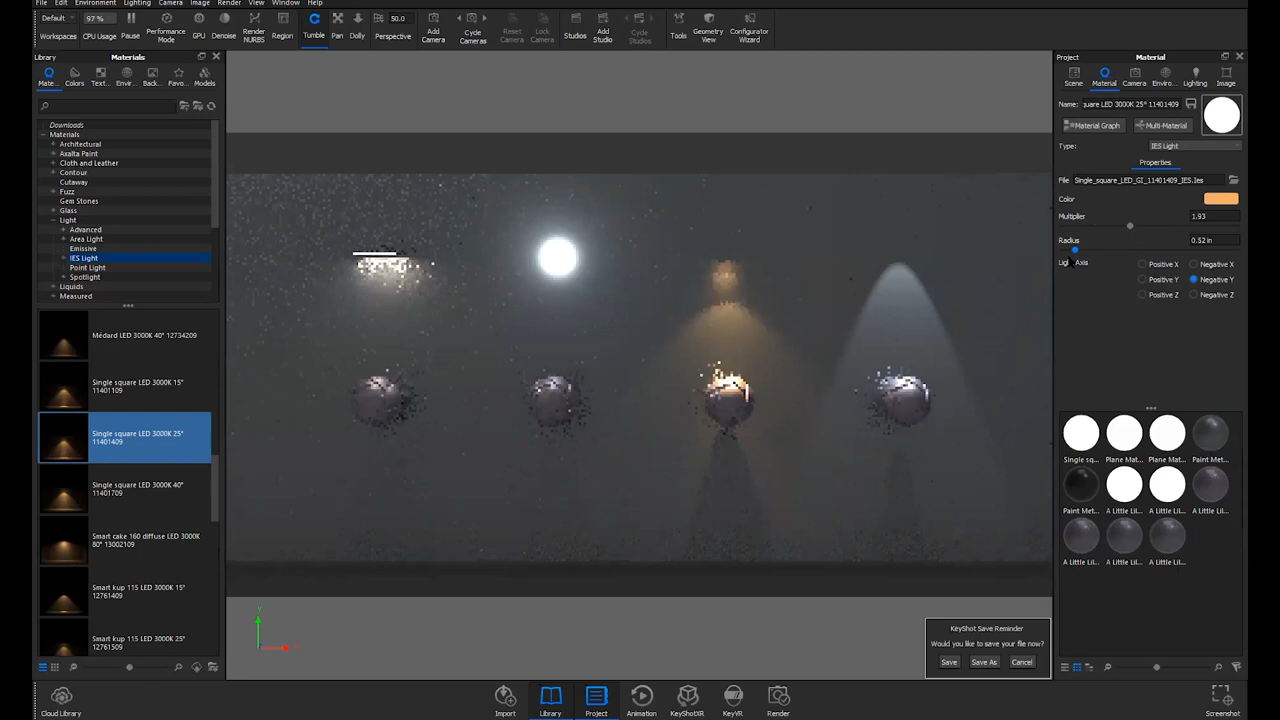 File Edit Environment Lighting Camera Image Render View Window Help
Default 97 % 50.0
Workspaces CPU Usage Pause Performance Mode GPU Denoise Render NURBS Region Tumble Pan Dolly Perspective Add Camera Cycle Cameras Reset Camera Lock Camera Studios Add Studio Cycle Studios Tools Geometry View Configurator Wizard
Library Materials
Mate... Colors Text... Envir... Back... Favo... Models
Downloads
Materials
Architectural
Axalta Paint
Cloth and Leather
Contour
Cutaway
Fuzz
Gem Stones
Glass
Light
Advanced
Area Light
Emissive
IES Light
Point Light
Spotlight
Liquids
Measured
Médard LED 3000K 40° 12734209
Single square LED 3000K 15°
11401109
Single square LED 3000K 25°
11401409
Single square LED 3000K 40°
11401709
Smart cake 160 diffuse LED 3000K
80° 13002109
Smart kup 115 LED 3000K 15°
12761409
Smart kup 115 LED 3000K 25°
12761509
Project Material
Scene Material Camera Enviro... Lighting Image
Name: quare LED 3000K 25° 11401409
Material Graph Multi-Material
Type: IES Light
Properties
File Single_square_LED_GI_11401409_IES.ies
Color
Multiplier 1.93
Radius 0.52 in
Light Axis Positive X Negative X
Positive Y Negative Y
Positive Z Negative Z
Single sq... Plane Mat... Plane Mat... Paint Met...
Paint Met... A Little Lil... A Little Lil... A Little Lil...
A Little Lil... A Little Lil... A Little Lil...
Y
KeyShot Save Reminder
Would you like to save your file now?
Save Save As Cancel
Cloud Library Import Library Project Animation KeyShotXR KeyVR Render Screenshot